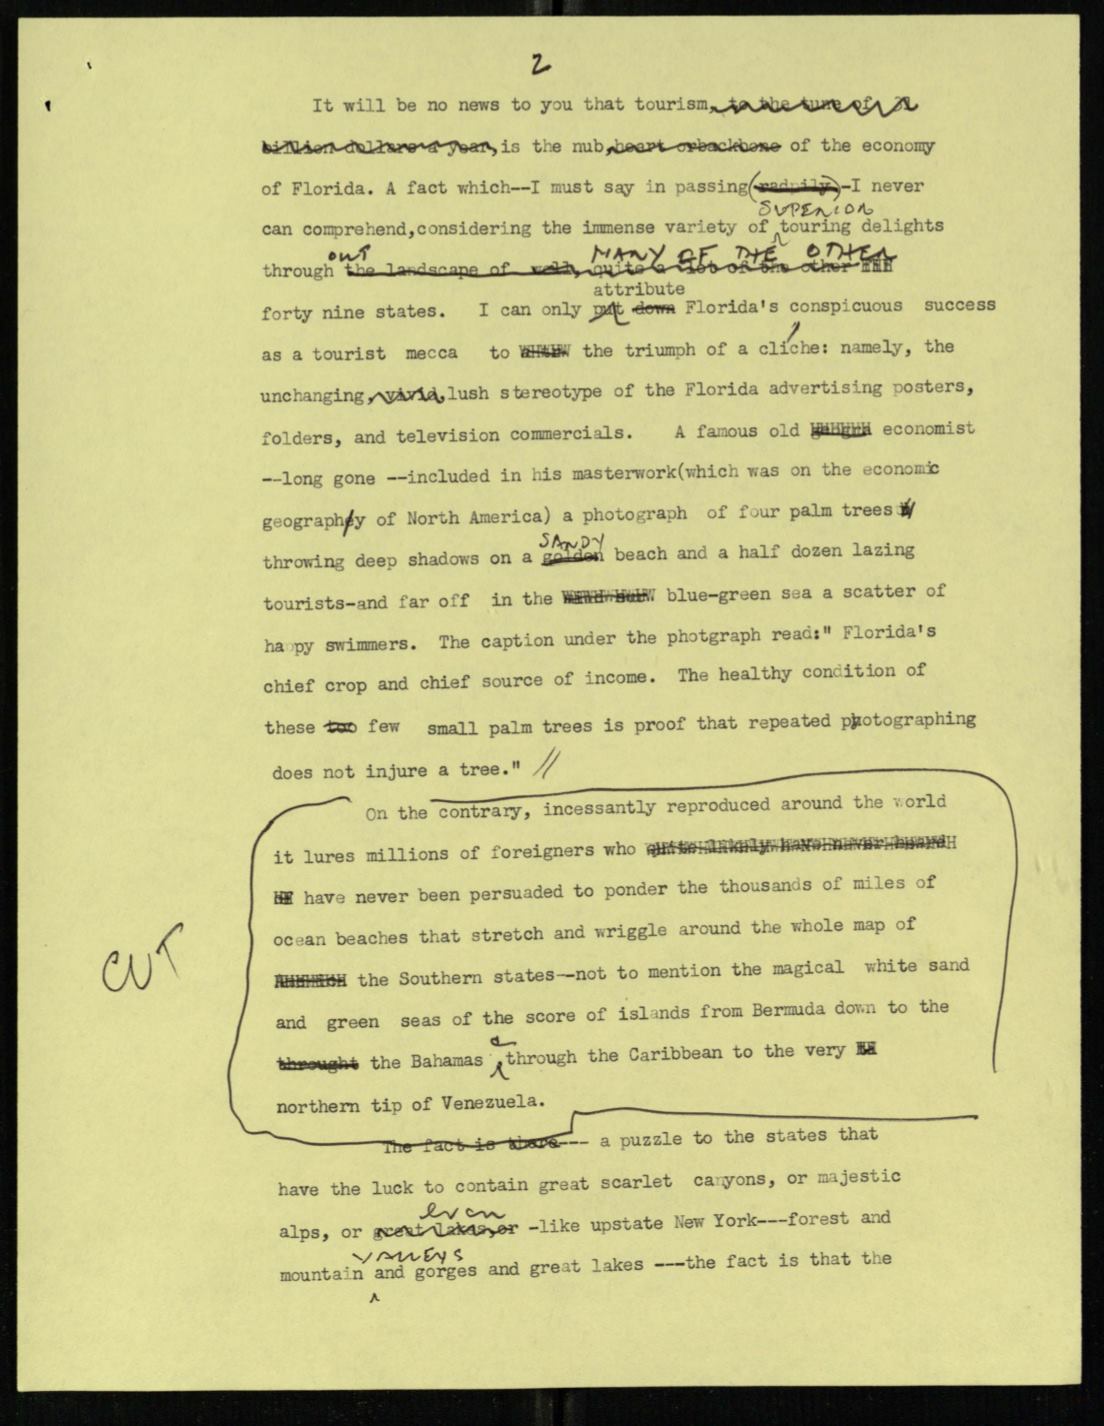 2
It will be no news to you that tourism, to the tune of
billion dollars a year, is the nub, heart orbackbone of the economy
of Florida. A fact which--I must say in passing( )-I never
SUPERIOR
can comprehend,considering the immense variety of touring delights
OUT MANY OF THE OTHER
through the landscape of well, quite a lot of the other
attribute
forty nine states. I can only put down Florida's conspicuous success
as a tourist mecca to the triumph of a cliche: namely, the
unchanging, vivid, lush stereotype of the Florida advertising posters,
folders, and television commercials. A famous old economist
--long gone --included in his masterwork(which was on the economic
geography of North America) a photograph of four palm trees
SANDY
throwing deep shadows on a golden beach and a half dozen lazing
tourists-and far off in the blue-green sea a scatter of
happy swimmers. The caption under the photgraph read:" Florida's
chief crop and chief source of income. The healthy condition of
these too few small palm trees is proof that repeated photographing
does not injure a tree." //
On the contrary, incessantly reproduced around the world
it lures millions of foreigners who quite likely have never heard
have never been persuaded to ponder the thousands of miles of
ocean beaches that stretch and wriggle around the whole map of
CUT
the Southern states--not to mention the magical white sand
and green seas of the score of islands from Bermuda down to the
throught the Bahamas through the Caribbean to the very
northern tip of Venezuela.
The fact is there--- a puzzle to the states that
have the luck to contain great scarlet canyons, or majestic
even
alps, or great lakes, or -like upstate New York---forest and
VALLEYS
mountain and gorges and great lakes ---the fact is that the